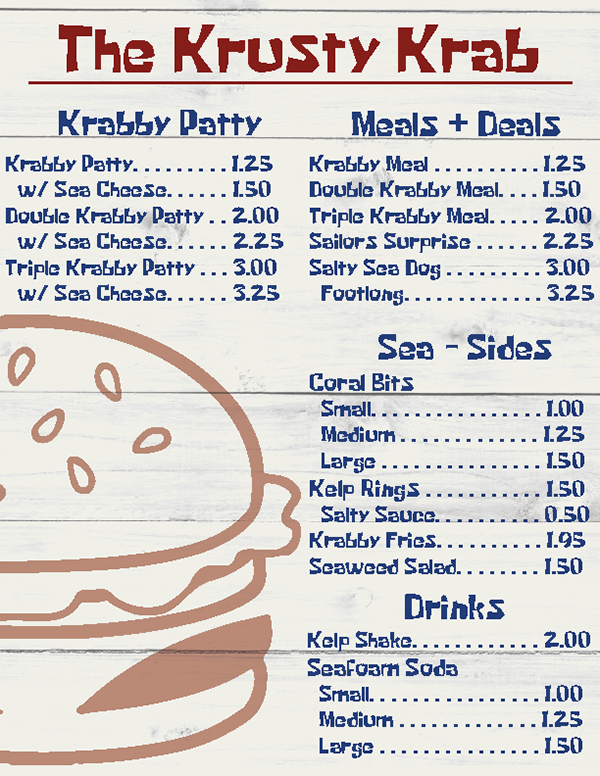 The Krusty Krab
Krabby Patty
Krabby Patty. . . . . . . . . 1.25
w/ Sea Cheese. . . . . . 1.50
Double Krabby Patty . . 2.00
w/ Sea Cheese. . . . . . 2.25
Triple Krabby Patty . . . 3.00
w/ Sea Cheese. . . . . . 3.25
Meals + Deals
Krabby Meal . . . . . . . . . . 1.25
Double Krabby Meal. . . . 1.50
Triple Krabby Meal. . . . . 2.00
Sailors Surprise . . . . . . 2.25
Salty Sea Dog . . . . . . . . . 3.00
Footlong. . . . . . . . . . . . . 3.25
Sea - Sides
Coral Bits
Small. . . . . . . . . . . . . . . . 1.00
Medium . . . . . . . . . . . . . 1.25
Large . . . . . . . . . . . . . . . 1.50
Kelp Rings . . . . . . . . . . . 1.50
Salty Sauce. . . . . . . . . . 0.50
Krabby Fries. . . . . . . . . . 1.95
Seaweed Salad. . . . . . . . 1.50
Drinks
Kelp Shake. . . . . . . . . . . . 2.00
Seafoam Soda
Small. . . . . . . . . . . . . . . . 1.00
Medium . . . . . . . . . . . . . 1.25
Large . . . . . . . . . . . . . . . 1.50